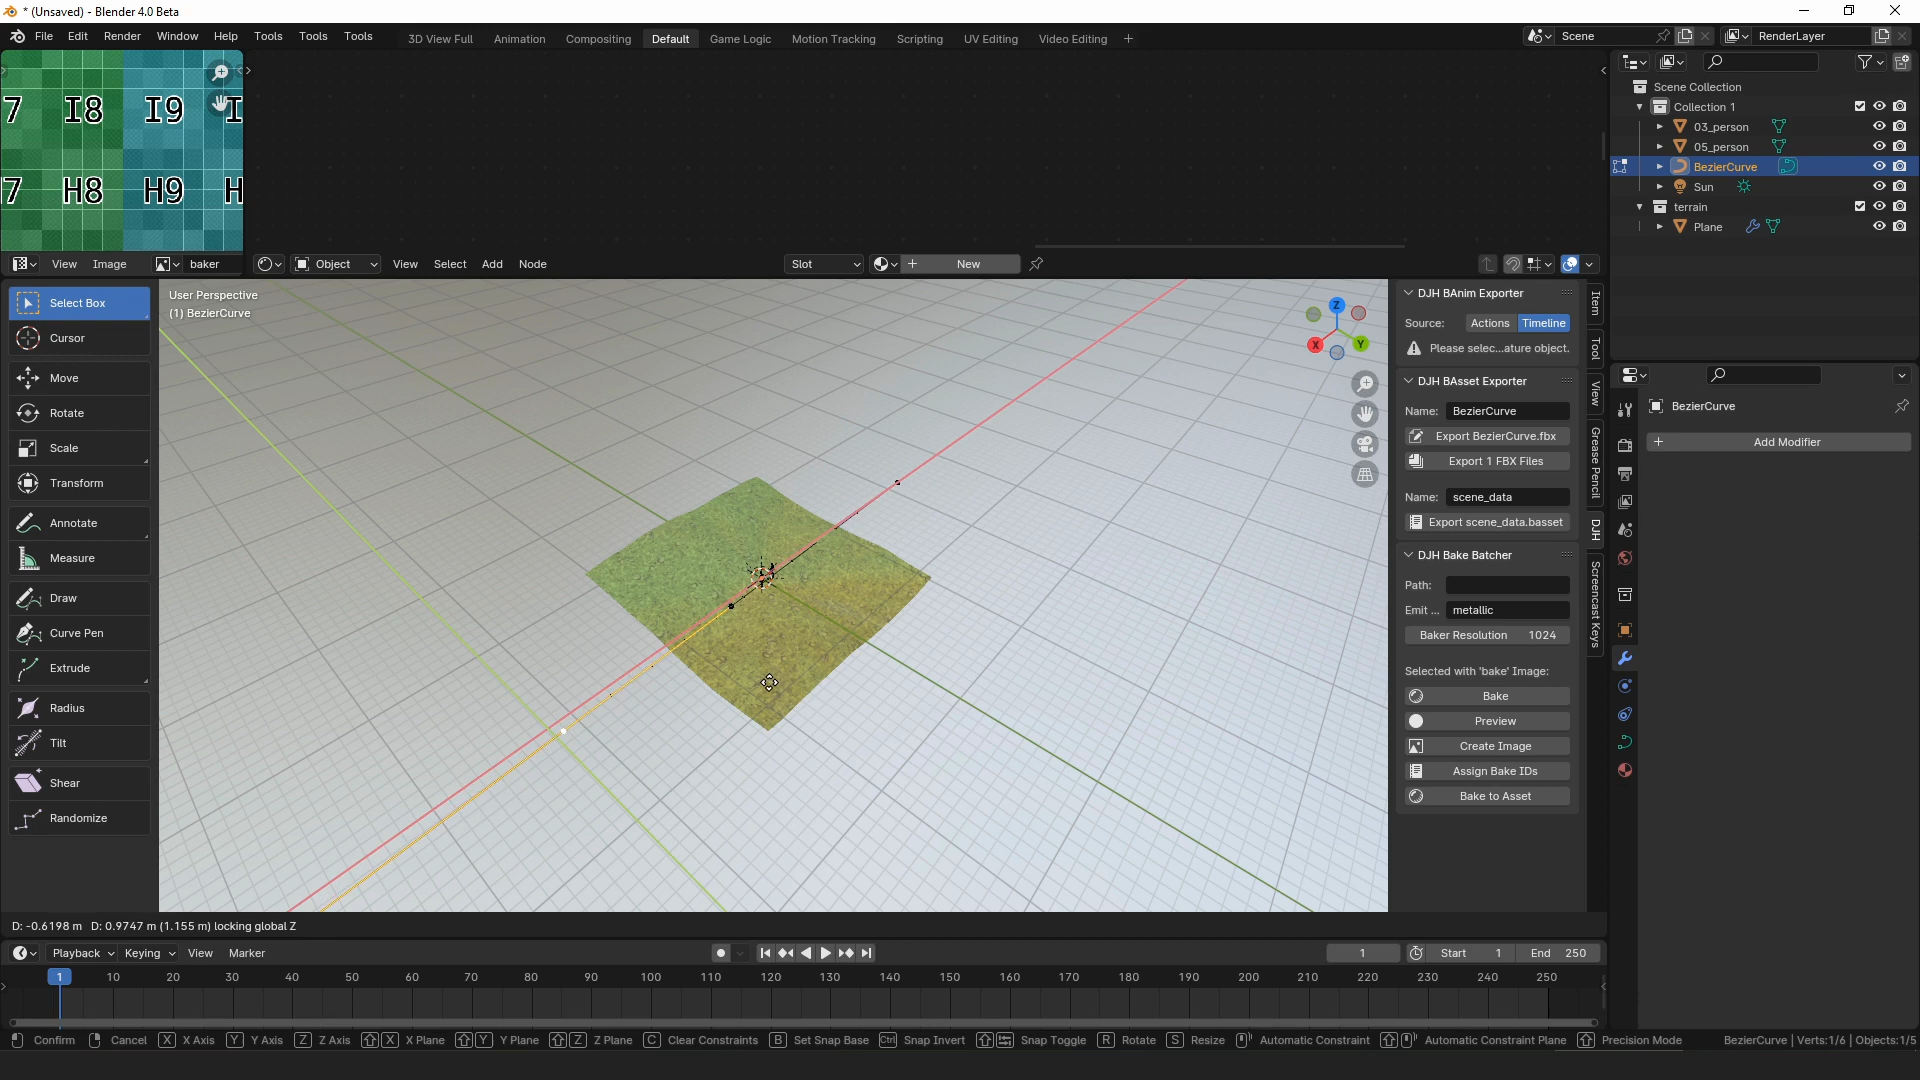 * (Unsaved) - Blender 4.0 Beta
File Edit Render Window Help Tools Tools Tools
3D View Full Animation Compositing Default Game Logic Motion Tracking Scripting UV Editing Video Editing +
Scene
RenderLayer
7 I8 I9 I
7 H8 H9 H
View Image baker
Object View Select Add Node
Slot
New
Scene Collection
Collection 1
03_person
05_person
BezierCurve
Sun
terrain
Plane
BezierCurve
Add Modifier
Select Box
Cursor
Move
Rotate
Scale
Transform
Annotate
Measure
Draw
Curve Pen
Extrude
Radius
Tilt
Shear
Randomize
User Perspective
(1) BezierCurve
Z
X
Y
DJH BAnim Exporter
Source: Actions Timeline
Please selec...ature object.
DJH BAsset Exporter
Name: BezierCurve
Export BezierCurve.fbx
Export 1 FBX Files
Name: scene_data
Export scene_data.basset
DJH Bake Batcher
Path:
Emit ... metallic
Baker Resolution 1024
Selected with 'bake' Image:
Bake
Preview
Create Image
Assign Bake IDs
Bake to Asset
Item
Tool
View
Grease Pencil
DJH
Screencast Keys
D: -0.6198 m D: 0.9747 m (1.155 m) locking global Z
Playback Keying View Marker
1
Start 1 End 250
1 10 20 30 40 50 60 70 80 90 100 110 120 130 140 150 160 170 180 190 200 210 220 230 240 250
Confirm Cancel X X Axis Y Y Axis Z Z Axis X X Plane Y Y Plane Z Z Plane C Clear Constraints B Set Snap Base Ctrl Snap Invert Snap Toggle R Rotate S Resize Automatic Constraint Automatic Constraint Plane Precision Mode BezierCurve | Verts:1/6 | Objects:1/5